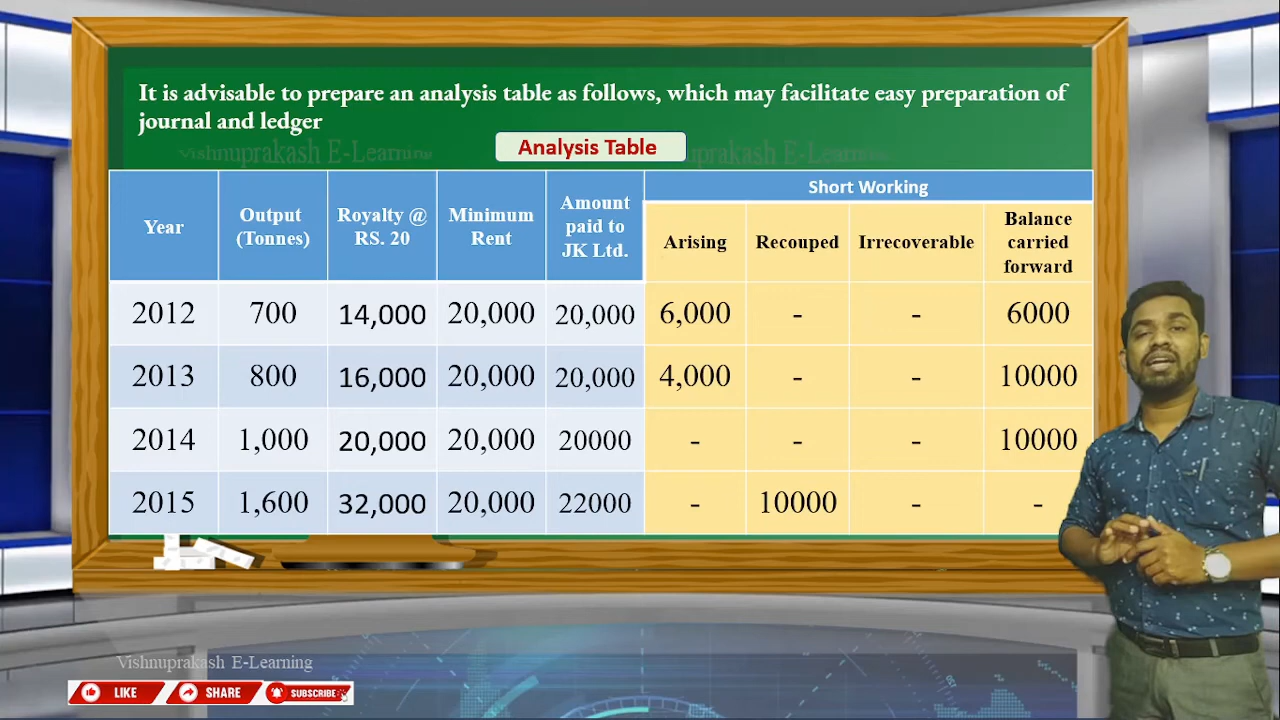 It is advisable to prepare an analysis table as follows, which may facilitate easy preparation of
journal and ledger
Vishnuprakash E-Learning
uprakash E-Learning
Analysis Table
Year
Output
(Tonnes)
Royalty @
RS. 20
Minimum
Rent
Amount
paid to
JK Ltd.
Short Working
Arising
Recouped
Irrecoverable
Balance
carried
forward
2012 700 14,000 20,000 20,000 6,000 - - 6000
2013 800 16,000 20,000 20,000 4,000 - - 10000
2014 1,000 20,000 20,000 20000 - - - 10000
2015 1,600 32,000 20,000 22000 - 10000 - -
Vishnuprakash E-Learning
LIKE SHARE SUBSCRIBE